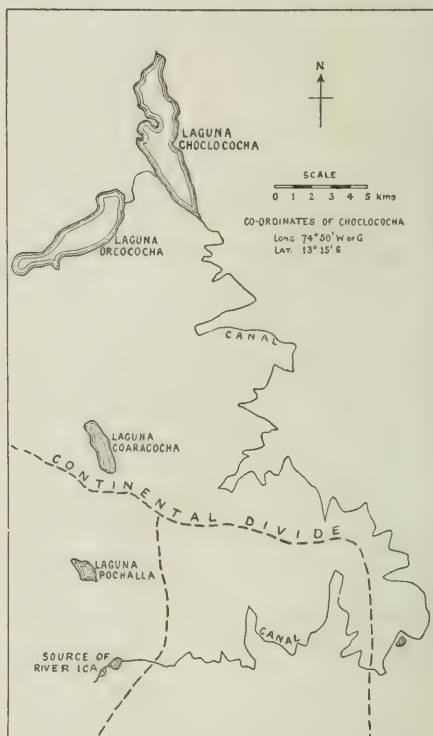 N
LAGUNA
CHOCLOCOCHA
SCALE
0 1 2 3 4 5 kmg
CO-ORDINATES OF CHOCLOCOCHA
LONG 74°50' W OF G
LAT. 13°15' S
LAGUNA
ORCOCOCHA
CANAL
LAGUNA
COARACOCHA
CONTINENTAL DIVIDE
LAGUNA
POCHALLA
CANAL
SOURCE OF
RIVER ICA